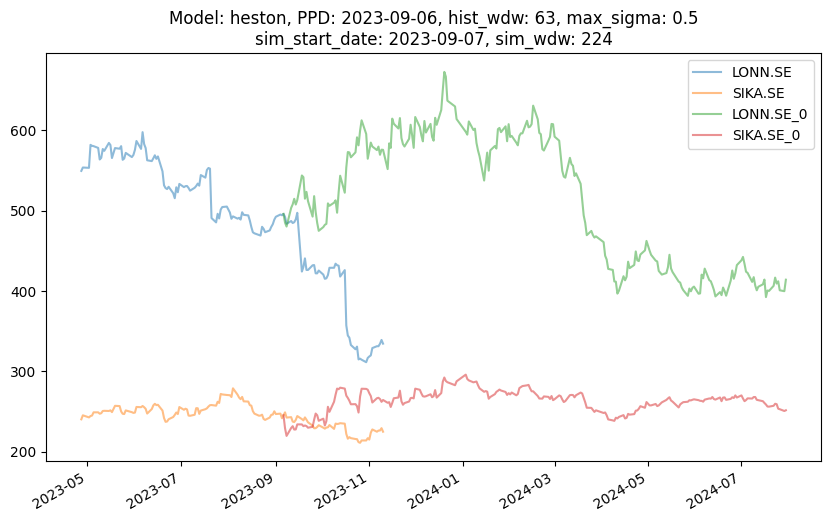 Model: heston, PPD: 2023-09-06, hist_wdw: 63, max_sigma: 0.5
sim_start_date: 2023-09-07, sim_wdw: 224
LONN.SE
SIKA.SE
LONN.SE_0
SIKA.SE_0
600
500
400
300
200
2023-05
2023-07
2023-09
2023-11
2024-01
2024-03
2024-05
2024-07